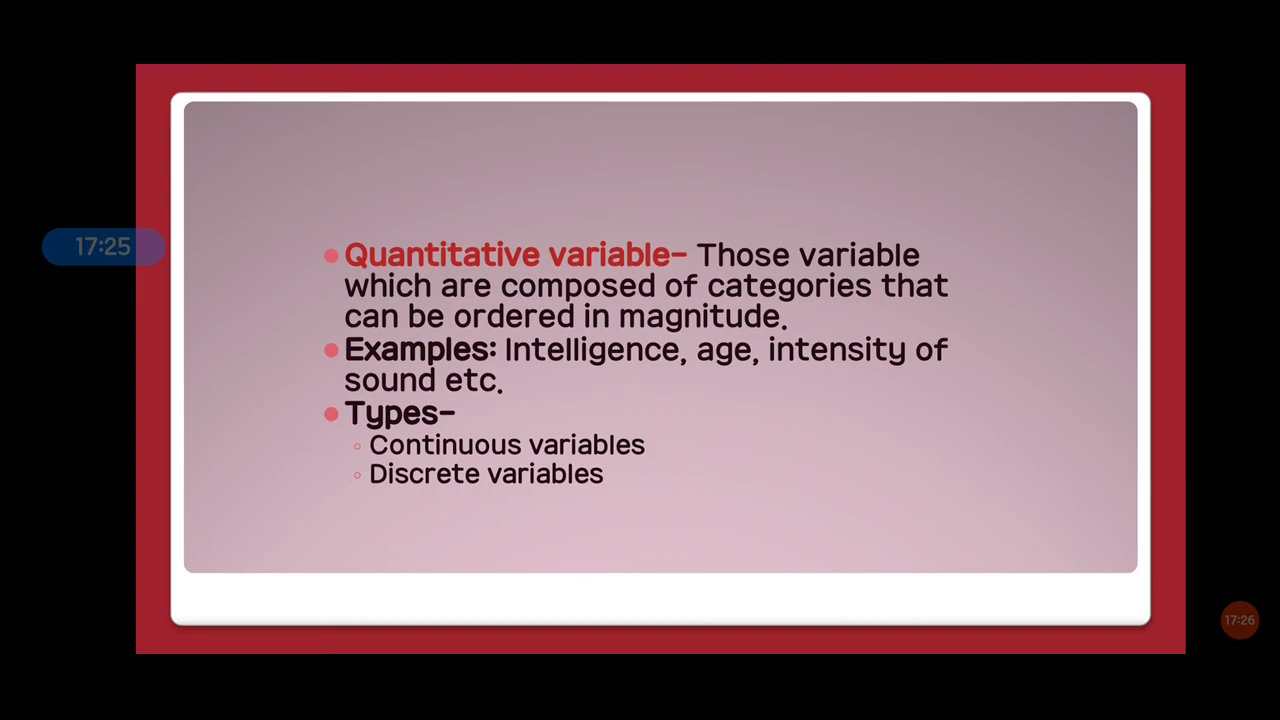 17:25
Quantitative variable- Those variable
which are composed of categories that
can be ordered in magnitude.
Examples: Intelligence, age, intensity of
sound etc.
Types-
Continuous variables
Discrete variables
17:26